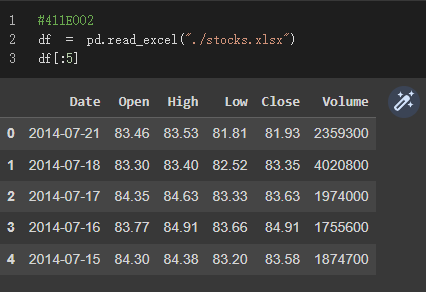 1 #411E002
2 df = pd.read_excel("./stocks.xlsx")
3 df[:5]
Date Open High Low Close Volume
0 2014-07-21 83.46 83.53 81.81 81.93 2359300
1 2014-07-18 83.30 83.40 82.52 83.35 4020800
2 2014-07-17 84.35 84.63 83.33 83.63 1974000
3 2014-07-16 83.77 84.91 83.66 84.91 1755600
4 2014-07-15 84.30 84.38 83.20 83.58 1874700